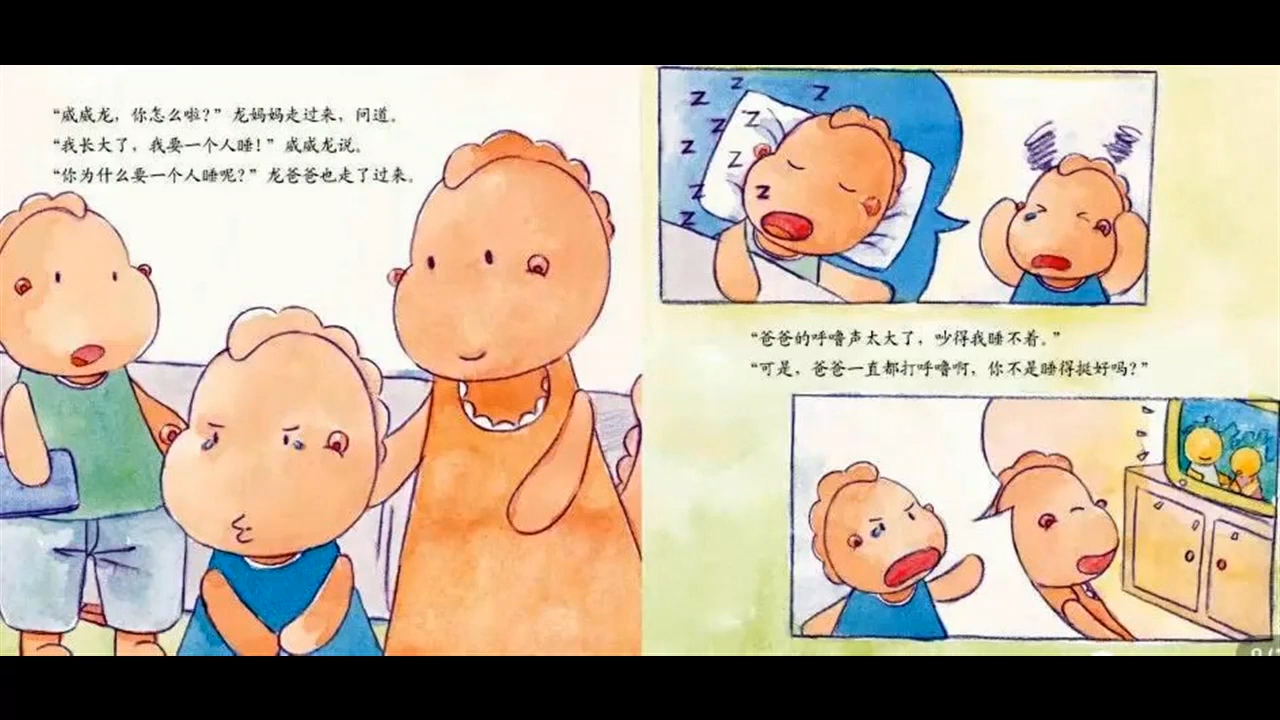 “戚戚龙，你怎么啦？”龙妈妈走过来，问道。
“我长大了，我要一个人睡！”戚戚龙说。
“你为什么要一个人睡呢？”龙爸爸也走了过来。
z z z
z z
z z
z z
z
“爸爸的呼噜声太大了，吵得我睡不着。”
“可是，爸爸一直都打呼噜啊，你不是睡得挺好吗？”